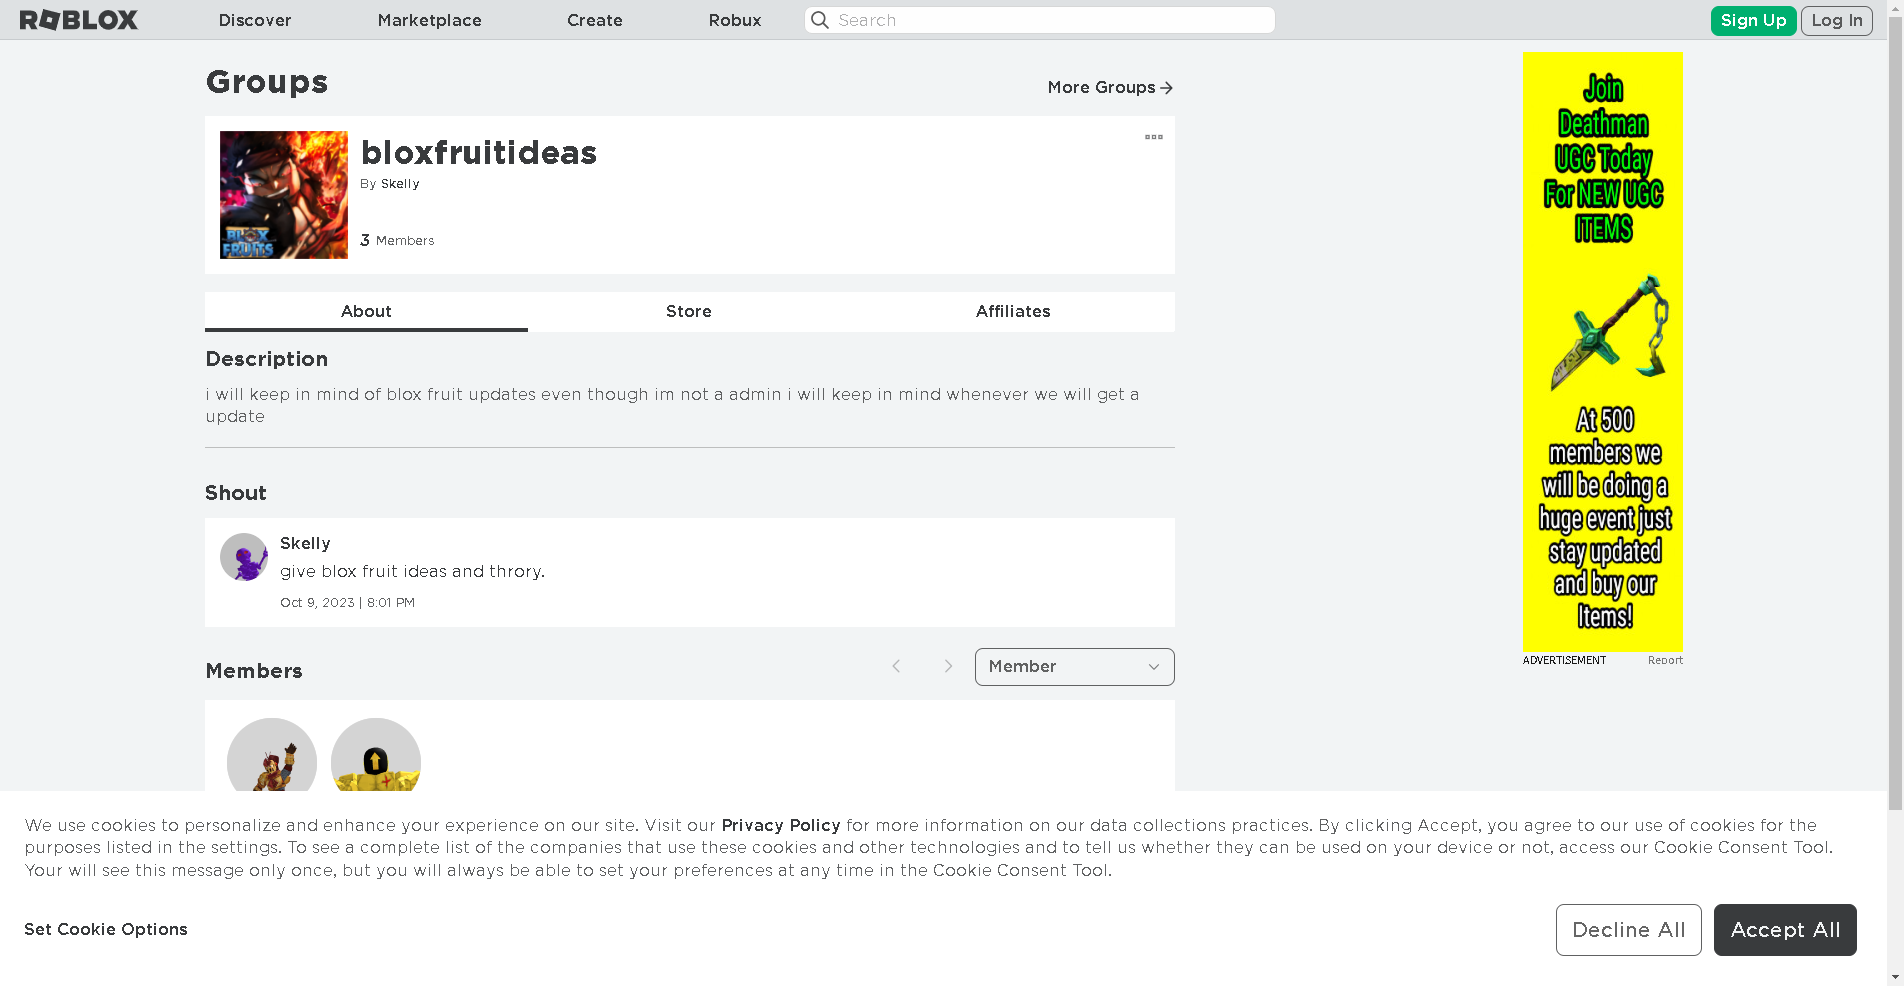 ROBLOX
Discover
Marketplace
Create
Robux
Search
Sign Up
Log In
Groups
More Groups
bloxfruitideas
By Skelly
3 Members
BLOX
FRUITS
About
Store
Affiliates
Description
i will keep in mind of blox fruit updates even though im not a admin i will keep in mind whenever we will get a
update
Shout
Skelly
give blox fruit ideas and throry.
Oct 9, 2023 | 8:01 PM
Members
Member
Join
Deathman
UGC Today
For NEW UGC
ITEMS
At 500
members we
will be doing a
huge event just
stay updated
and buy our
Items!
ADVERTISEMENT
Report
We use cookies to personalize and enhance your experience on our site. Visit our Privacy Policy for more information on our data collections practices. By clicking Accept, you agree to our use of cookies for the
purposes listed in the settings. To see a complete list of the companies that use these cookies and other technologies and to tell us whether they can be used on your device or not, access our Cookie Consent Tool.
Your will see this message only once, but you will always be able to set your preferences at any time in the Cookie Consent Tool.
Set Cookie Options
Decline All
Accept All